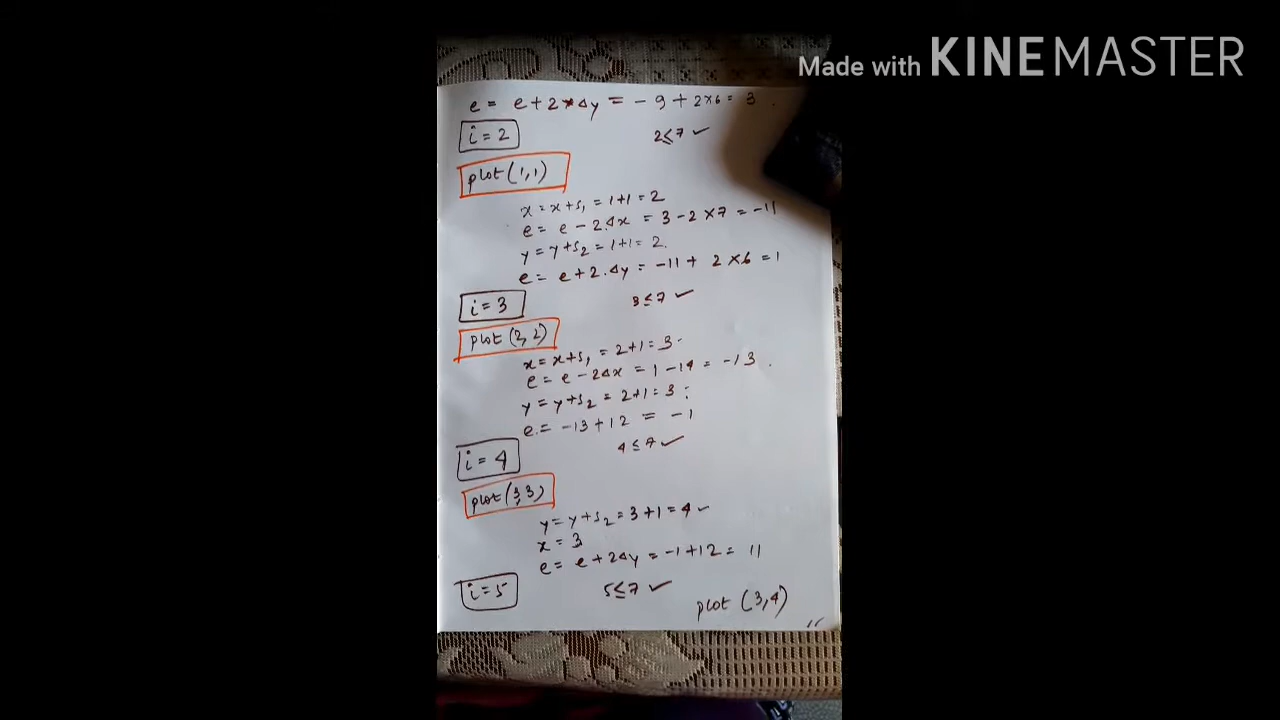 Made with KINEMASTER
e = e+2*Δy = -9+2×6= 3.
i=2
2≤7 ✓
plot(1,1)
x=x+s₁ = 1+1=2
e= e-2.Δx = 3-2×7=-11
y=y+s₂=1+1=2.
e= e+2.Δy= -11+ 2×6=1
i=3
3≤7 ✓
plot(2,2)
x=x+s₁ = 2+1=3.
e= e-2Δx = 1-14= -13.
y=y+s₂ = 2+1=3;
e.= -13+12 = -1
4≤7 ✓
i=4
plot(3,3)
y=y+s₂=3+1=4 ✓
x=3
e= e+2Δy=-1+12= 11
i=5
5≤7 ✓
plot (3,4)